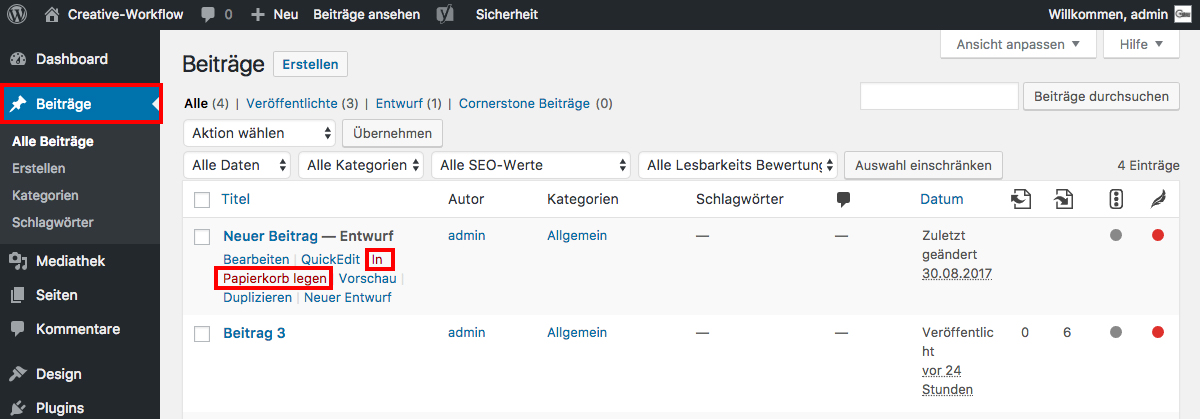 Creative-Workflow 0 Neu Beiträge ansehen Sicherheit Willkommen, admin
Dashboard
Beiträge
Alle Beiträge
Erstellen
Kategorien
Schlagwörter
Mediathek
Seiten
Kommentare
Design
Plugins
Ansicht anpassen Hilfe
Beiträge Erstellen
Alle (4) | Veröffentlichte (3) | Entwurf (1) | Cornerstone Beiträge (0)
Beiträge durchsuchen
Aktion wählen Übernehmen
Alle Daten Alle Kategorien Alle SEO-Werte Alle Lesbarkeits Bewertung Auswahl einschränken 4 Einträge
Titel Autor Kategorien Schlagwörter Datum
Neuer Beitrag — Entwurf admin Allgemein — — Zuletzt
geändert
30.08.2017
Bearbeiten | QuickEdit | In
Papierkorb legen | Vorschau |
Duplizieren | Neuer Entwurf
Beitrag 3 admin Allgemein — — Veröffentlic 0 6
ht
vor 24
Stunden